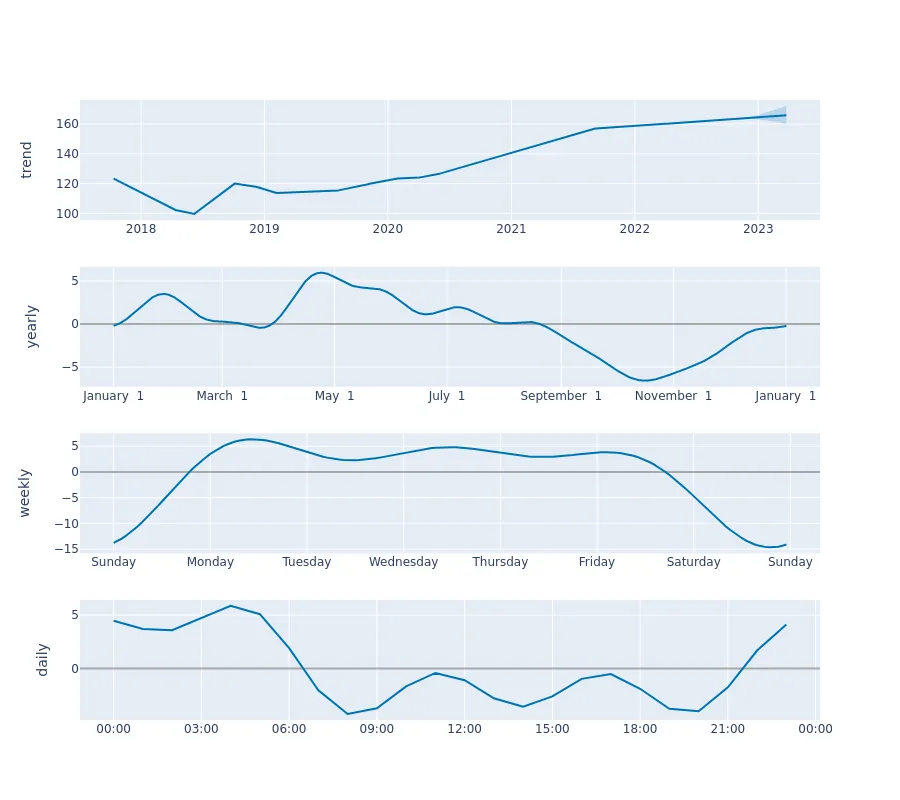 trend
160
140
120
100
2018 2019 2020 2021 2022 2023
yearly
5
0
−5
January 1 March 1 May 1 July 1 September 1 November 1 January 1
weekly
5
0
−5
−10
−15
Sunday Monday Tuesday Wednesday Thursday Friday Saturday Sunday
daily
5
0
00:00 03:00 06:00 09:00 12:00 15:00 18:00 21:00 00:00